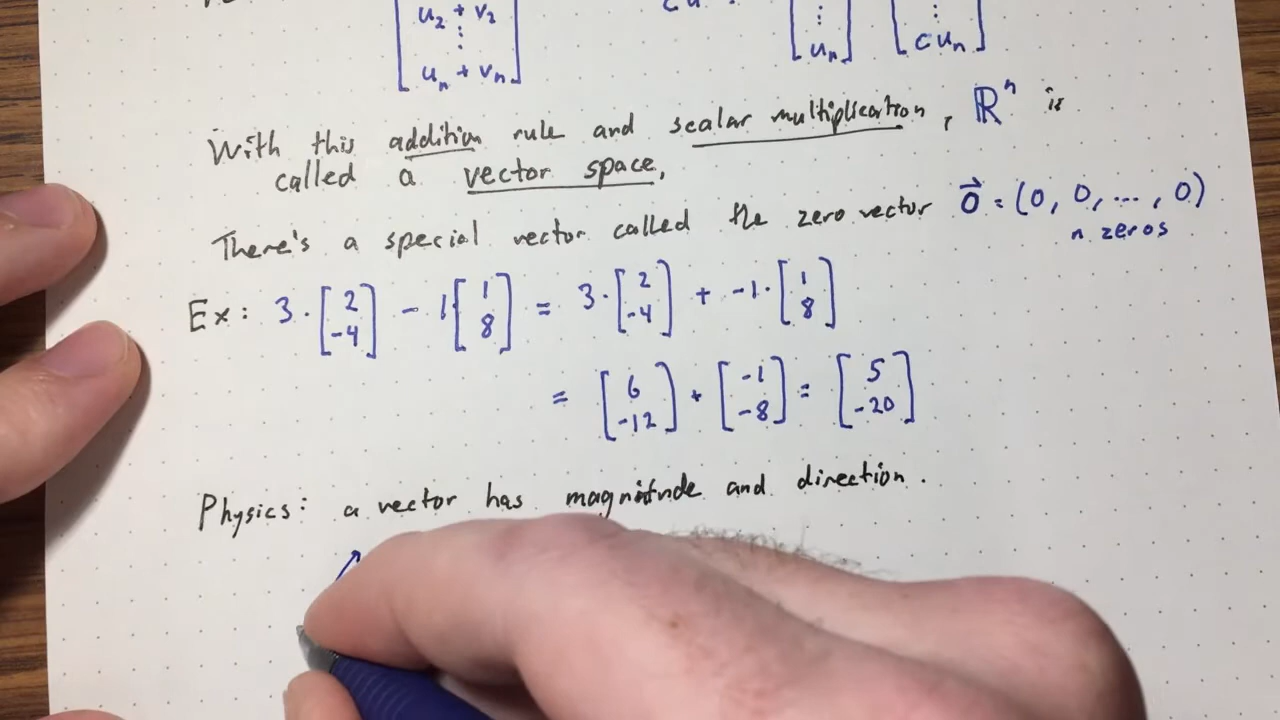 [u₂ + v₂ ⋮ uₙ + vₙ] [⋮ uₙ] [⋮ cuₙ]
With this addition rule and scalar multiplication, ℝⁿ is
called a vector space,
There's a special vector called the zero vector 0⃗ = (0, 0, ..., 0)
n zeros
Ex: 3 · [2 -4] - 1[1 8] = 3 · [2 -4] + -1 · [1 8]
= [6 -12] + [-1 -8] = [5 -20]
Physics: a vector has magnitude and direction.